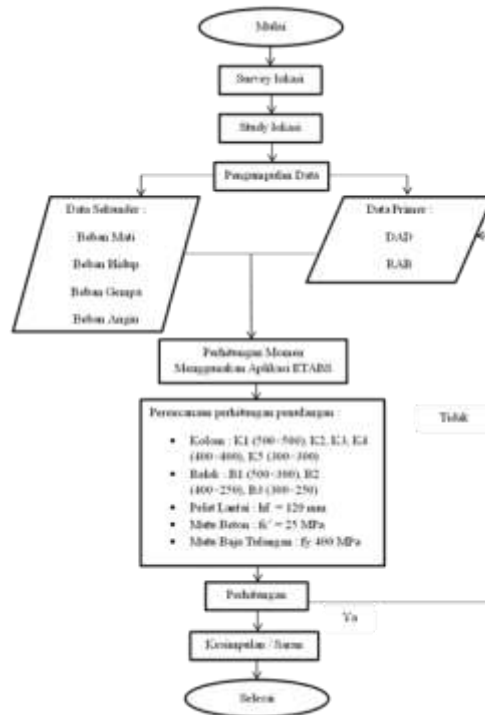 Mulai
Survey lokasi
Study lokasi
Pengumpulan Data
Data Sekunder :
Beban Mati
Beban Hidup
Beban Gempa
Beban Angin
Data Primer :
DAD
RAB
Perhitungan Momen
Menggunakan Aplikasi ETABS
Perencanaan perhitungan penulangan :
• Kolom : K1 (500×500), K2, K3, K4
(400×400), K5 (300×300)
• Balok : B1 (500×300), B2
(400×250), B3 (300×250)
• Pelat Lantai : hf = 120 mm
• Mutu Beton : fc' = 25 MPa
• Mutu Baja Tulangan : fy 400 MPa
Tidak
Perhitungan
Ya
Kesimpulan / Saran
Selesai